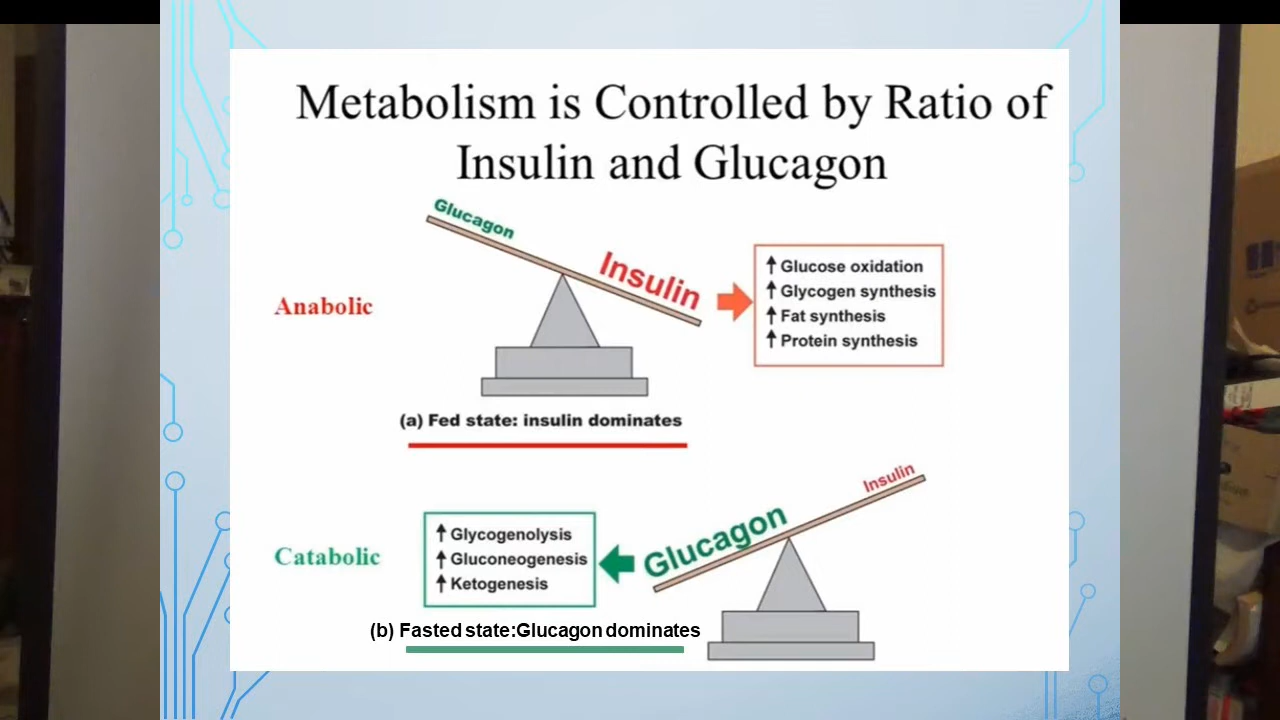 Metabolism is Controlled by Ratio of
Insulin and Glucagon
Glucagon
Insulin
Anabolic
↑ Glucose oxidation
↑ Glycogen synthesis
↑ Fat synthesis
↑ Protein synthesis
(a) Fed state: insulin dominates
Insulin
Glucagon
Catabolic
↑ Glycogenolysis
↑ Gluconeogenesis
↑ Ketogenesis
(b) Fasted state:Glucagon dominates